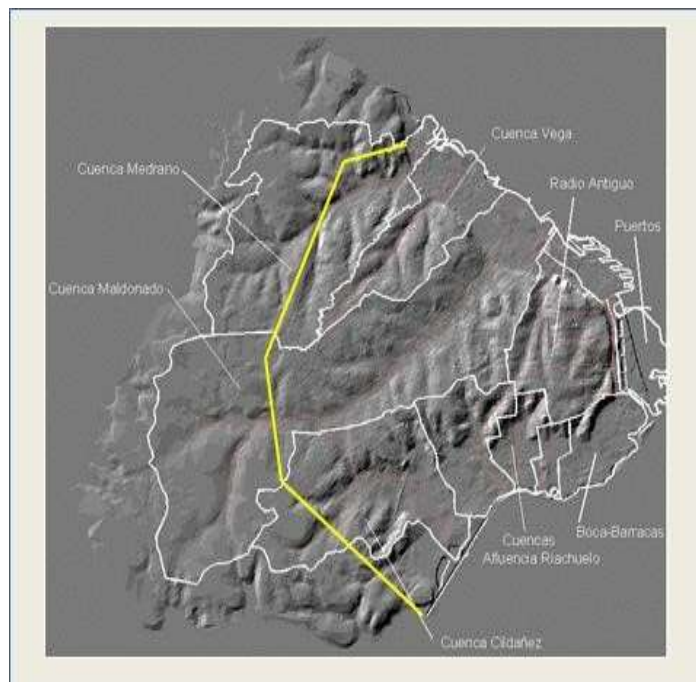 Cuenca Vega
Cuenca Medrano
Radio Antiguo
Puertos
Cuenca Maldonado
Boca-Barracas
Cuencas
Afluencia Riachuelo
Cuenca Cildañez